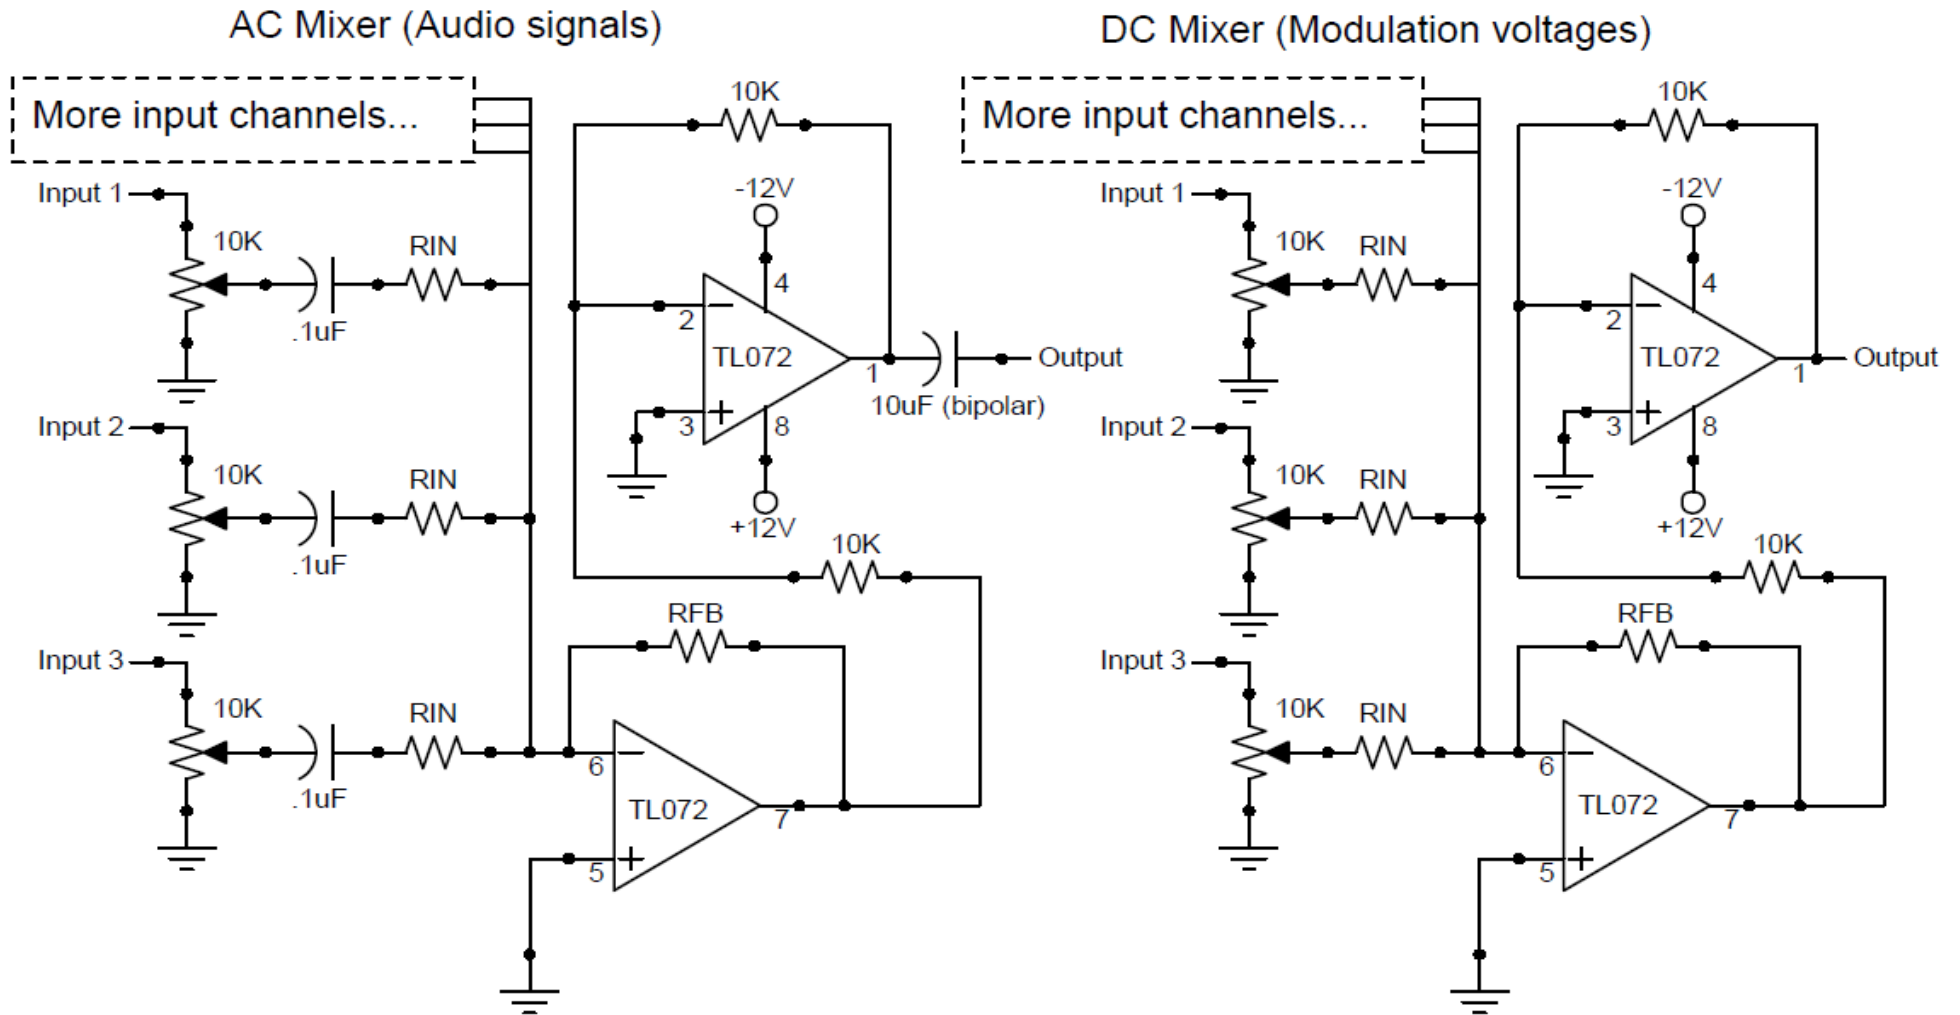 AC Mixer (Audio signals)
More input channels...
10K
-12V
Input 1
10K
RIN
.1uF
4
2
TL072
1
Output
10uF (bipolar)
3
8
+12V
Input 2
10K
RIN
.1uF
10K
RFB
Input 3
10K
RIN
.1uF
6
TL072
7
5
DC Mixer (Modulation voltages)
More input channels...
10K
-12V
Input 1
10K
RIN
4
2
TL072
1
Output
3
8
+12V
Input 2
10K
RIN
10K
RFB
Input 3
10K
RIN
6
TL072
7
5